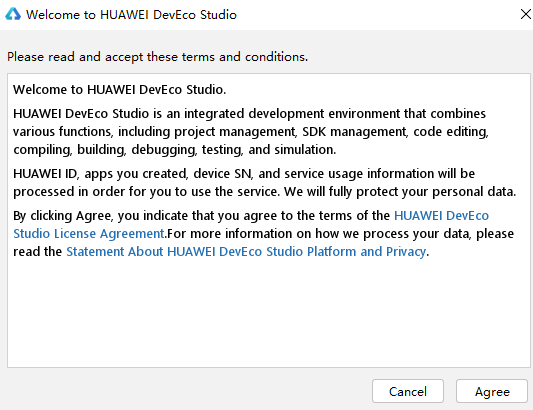 Welcome to HUAWEI DevEco Studio
Please read and accept these terms and conditions.
Welcome to HUAWEI DevEco Studio.
HUAWEI DevEco Studio is an integrated development environment that combines
various functions, including project management, SDK management, code editing,
compiling, building, debugging, testing, and simulation.
HUAWEI ID, apps you created, device SN, and service usage information will be
processed in order for you to use the service. We will fully protect your personal data.
By clicking Agree, you indicate that you agree to the terms of the HUAWEI DevEco
Studio License Agreement.For more information on how we process your data, please
read the Statement About HUAWEI DevEco Studio Platform and Privacy.
Cancel
Agree